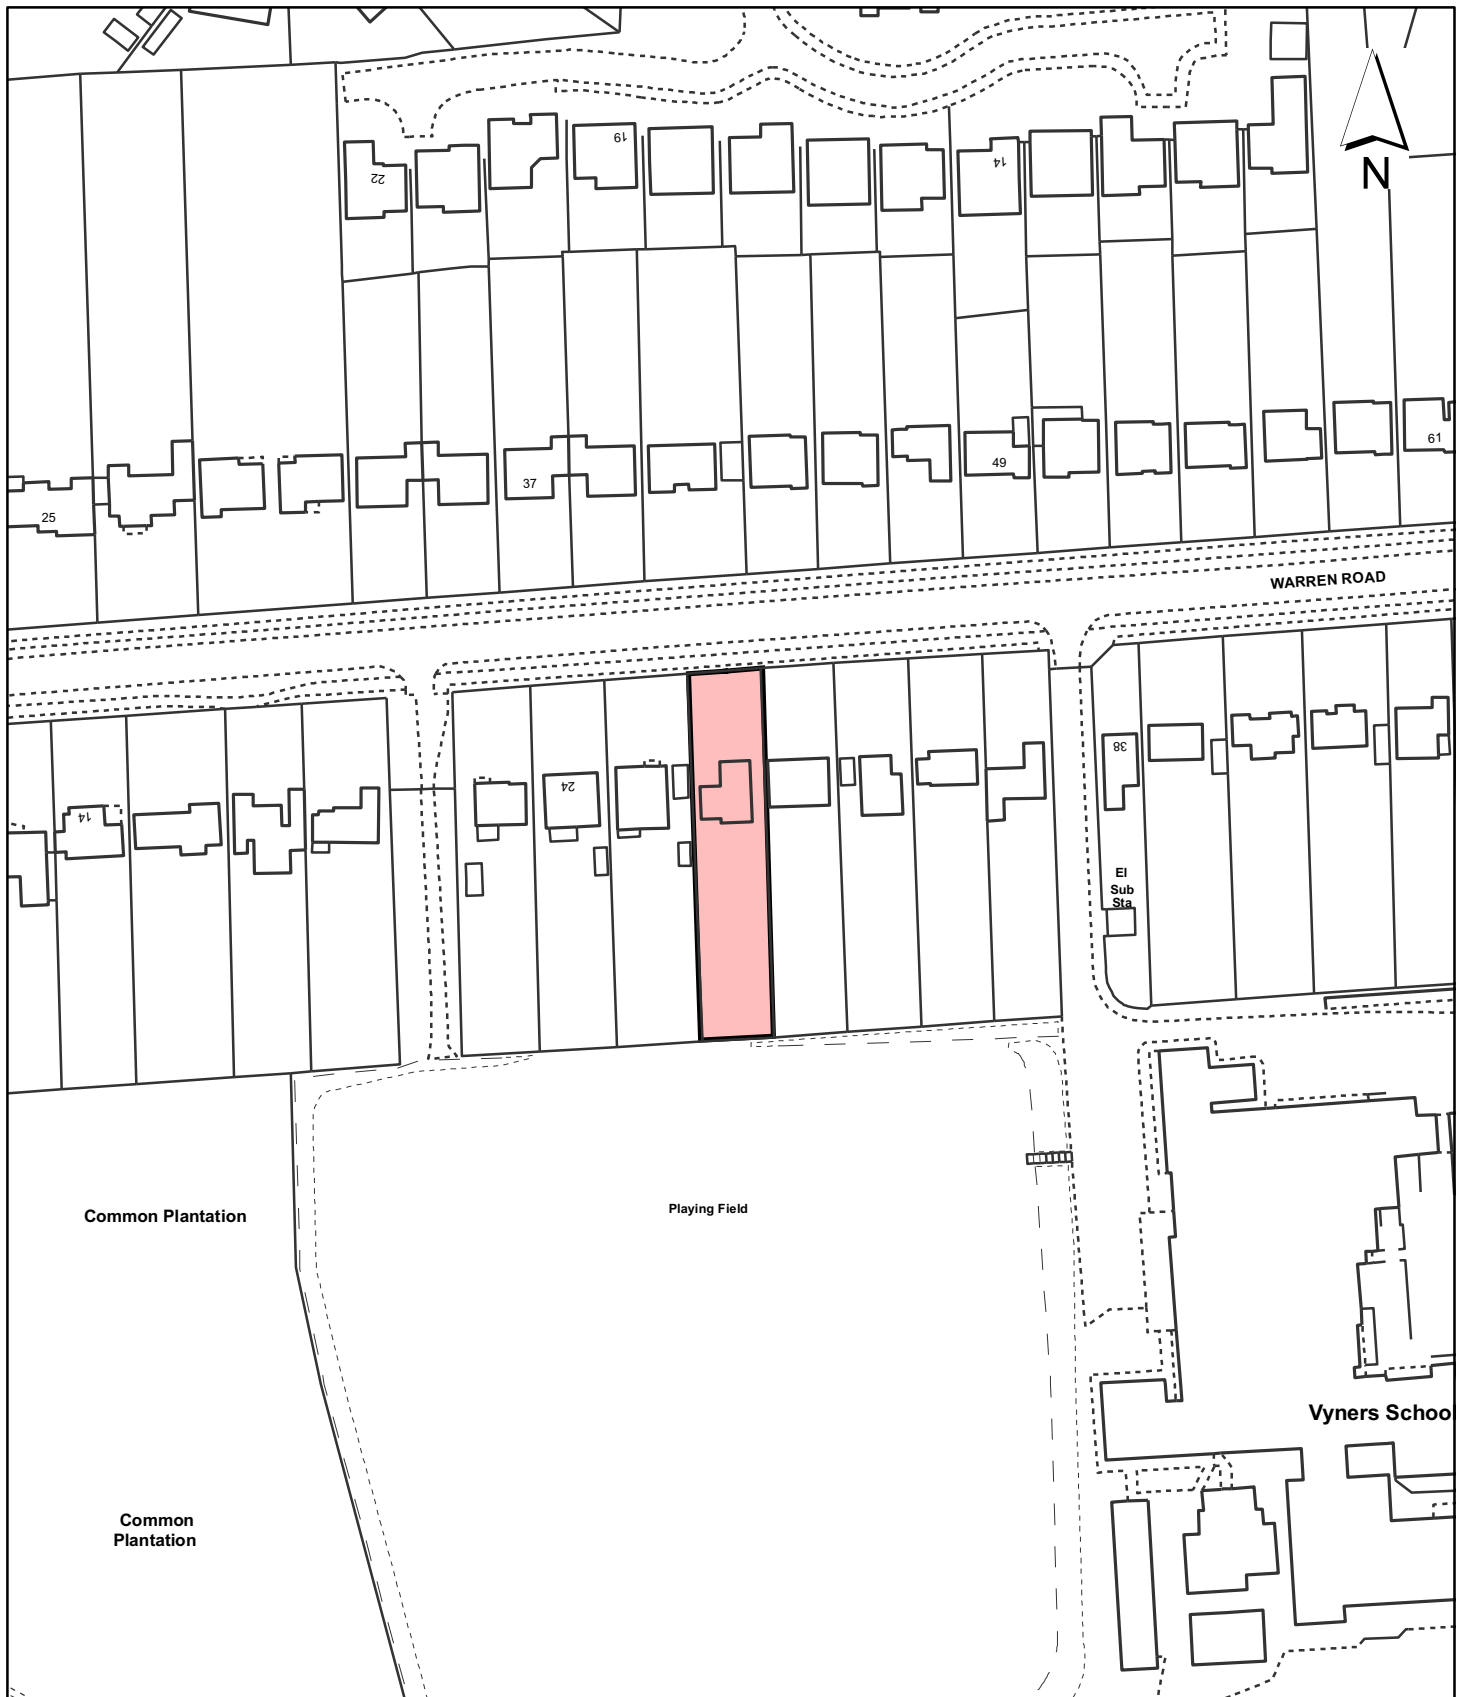 22
19
14
N
25
37
49
61
WARREN ROAD
14
24
38
El
Sub
Sta
Common Plantation
Playing Field
Vyners School
Common
Plantation